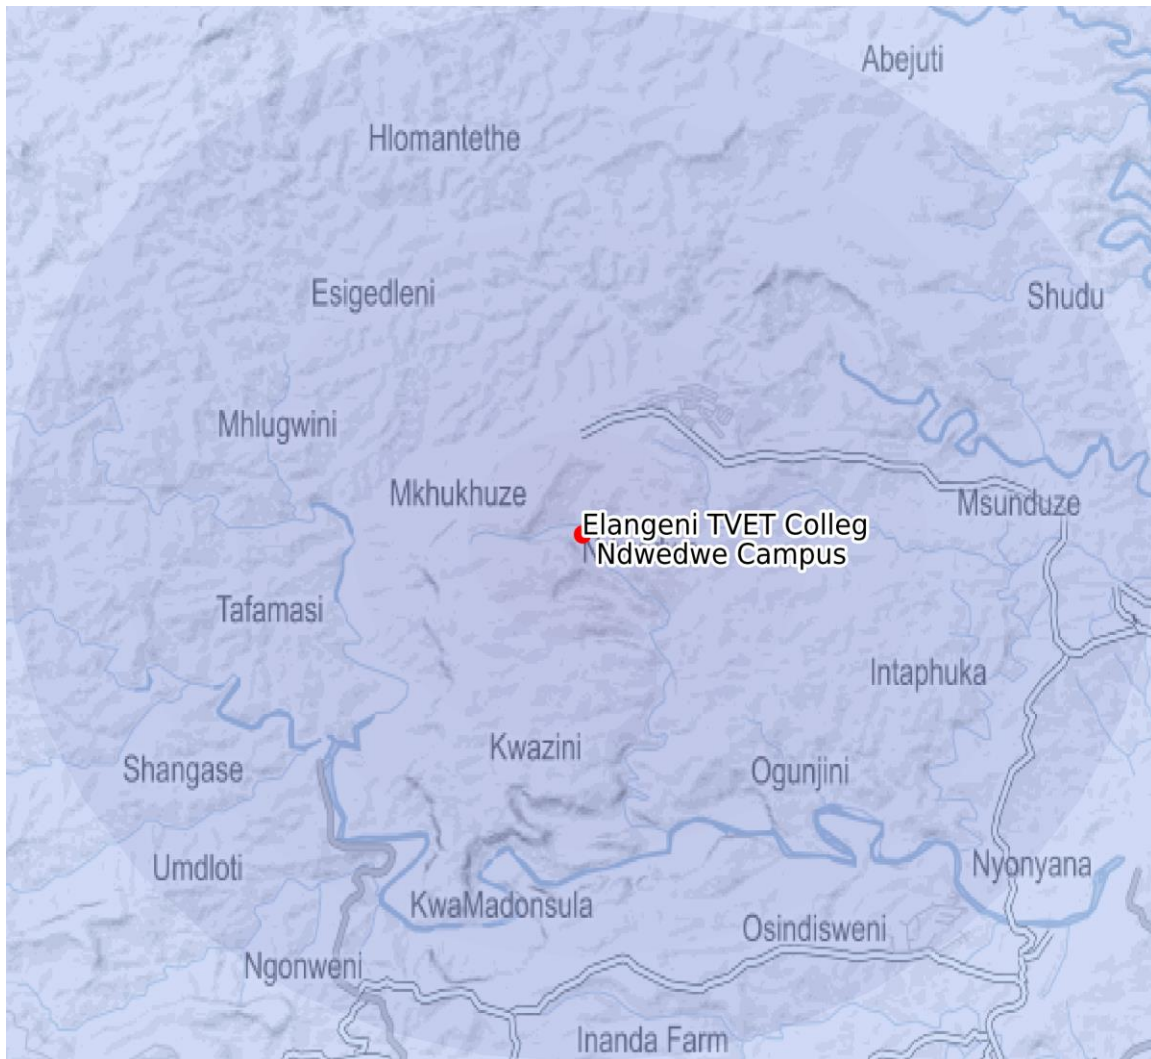 Abejuti
Hlomantethe
Esigedleni
Shudu
Mhlugwini
Mkhukhuze
Msunduze
Elangeni TVET Colleg
Ndwedwe Campus
Tafamasi
Intaphuka
Kwazini
Shangase
Ogunjini
Umdloti
Nyonyana
KwaMadonsula
Osindisweni
Ngonweni
Inanda Farm